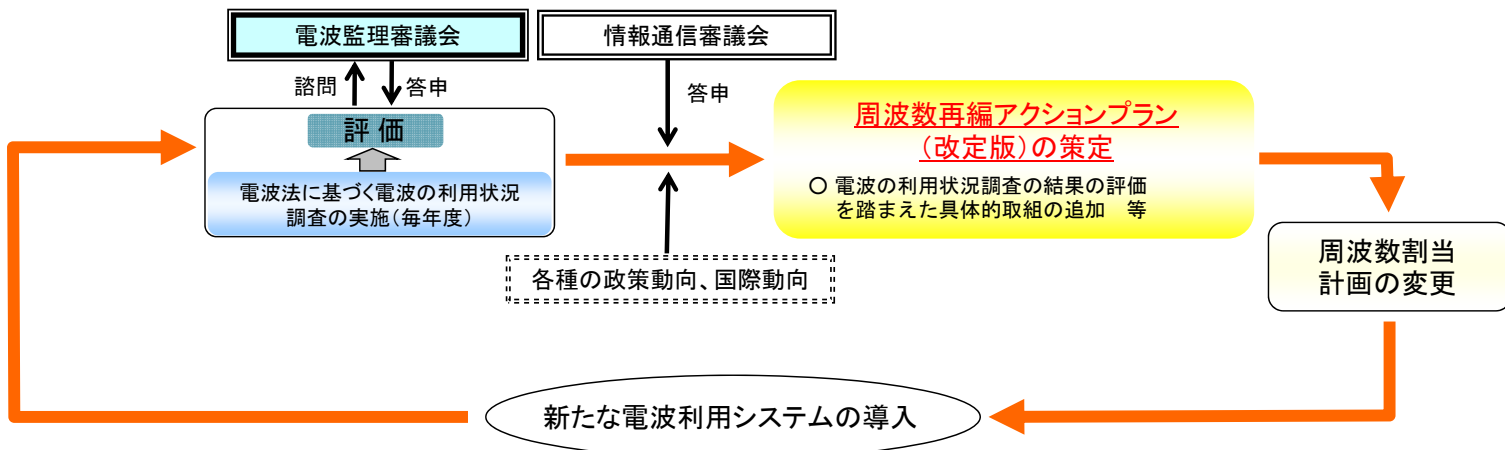 電波監理審議会
情報通信審議会
諮問
答申
答申
評価
電波法に基づく電波の利用状況
調査の実施(毎年度)
周波数再編アクションプラン
(改定版)の策定
○ 電波の利用状況調査の結果の評価
を踏まえた具体的取組の追加　等
各種の政策動向、国際動向
周波数割当
計画の変更
新たな電波利用システムの導入